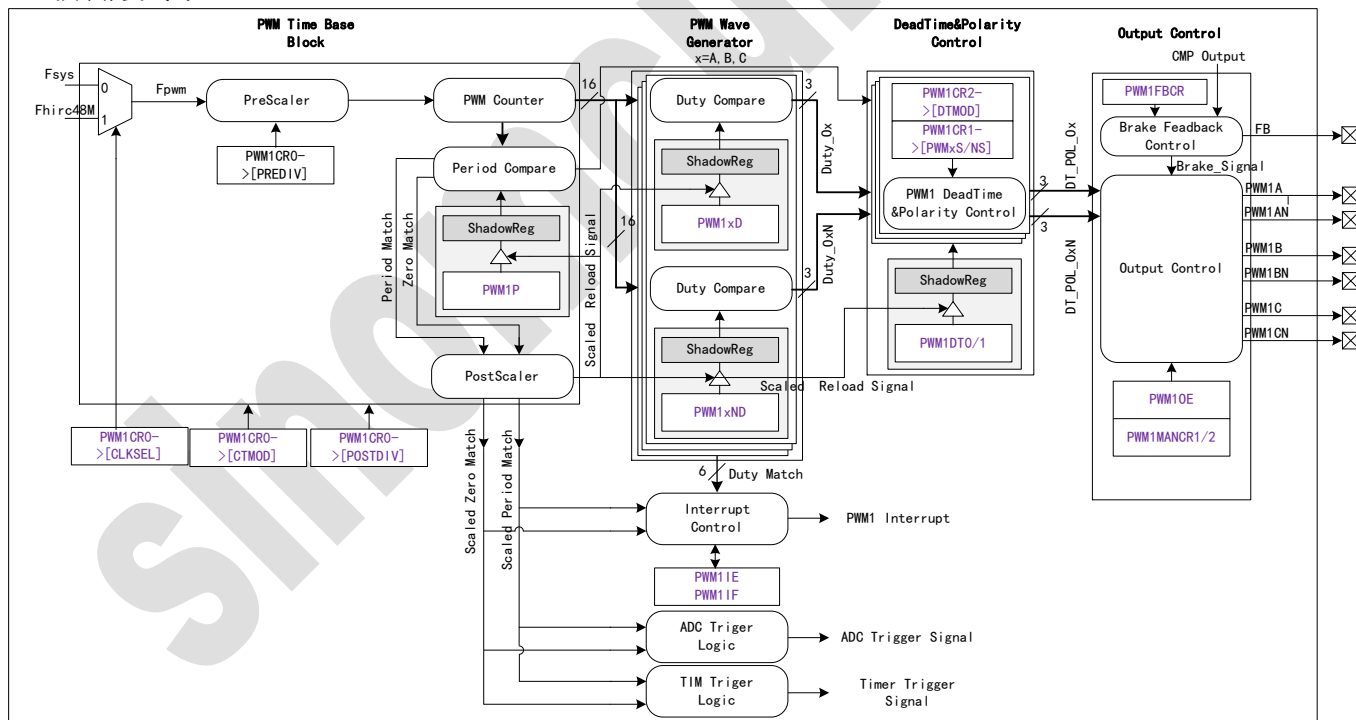 PWM Time Base
Block
PWM Wave
Generator
x=A, B, C
DeadTime&Polarity
Control
Output Control
CMP Output
Fsys
0
Fhirc48M
1
Fpwm
PreScaler
PWM1CR0-
>[PREDIV]
PWM Counter
16
Period Compare
ShadowReg
PWM1P
Period Match
Zero Match
Scaled Reload Signal
16
PostScaler
PWM1CR0-
>[CLKSEL]
PWM1CR0-
>[CTMOD]
PWM1CR0-
>[POSTDIV]
Duty Compare
3
ShadowReg
PWM1xD
Duty_Ox
Duty Compare
3
ShadowReg
PWM1xND
Duty_OxN
6
Duty Match
PWM1CR2-
>[DTMOD]
PWM1CR1-
>[PWMxS/NS]
PWM1 DeadTime
&Polarity Control
3
3
DT_POL_Ox
DT_POL_OxN
ShadowReg
PWM1DT0/1
Scaled Reload Signal
PWM1FBCR
Brake Feadback
Control
FB
Brake_Signal
Output Control
PWM1A
PWM1AN
PWM1B
PWM1BN
PWM1C
PWM1CN
PWM1OE
PWM1MANCR1/2
Scaled Zero Match
Scaled Period Match
Interrupt
Control
PWM1 Interrupt
PWM1IE
PWM1IF
ADC Triger
Logic
ADC Trigger Signal
TIM Triger
Logic
Timer Trigger
Signal